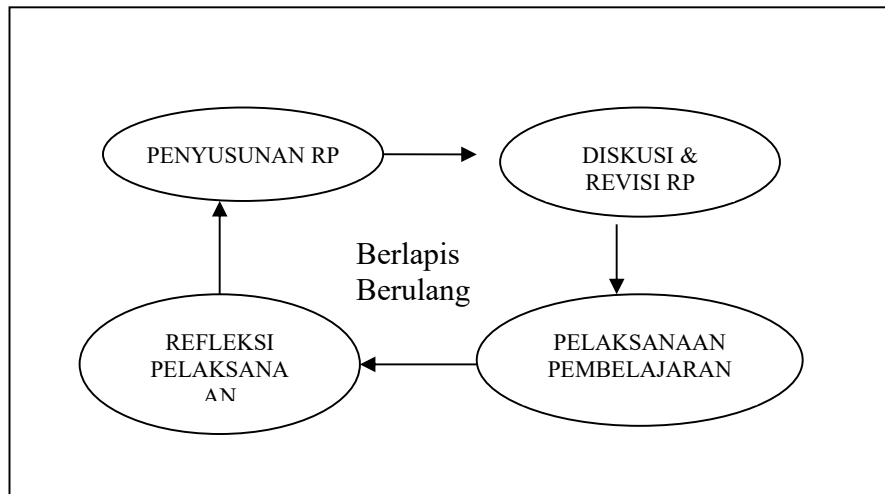 PENYUSUNAN RP
DISKUSI &
REVISI RP
Berlapis
Berulang
REFLEKSI
PELAKSANA
AN
PELAKSANAAN
PEMBELAJARAN